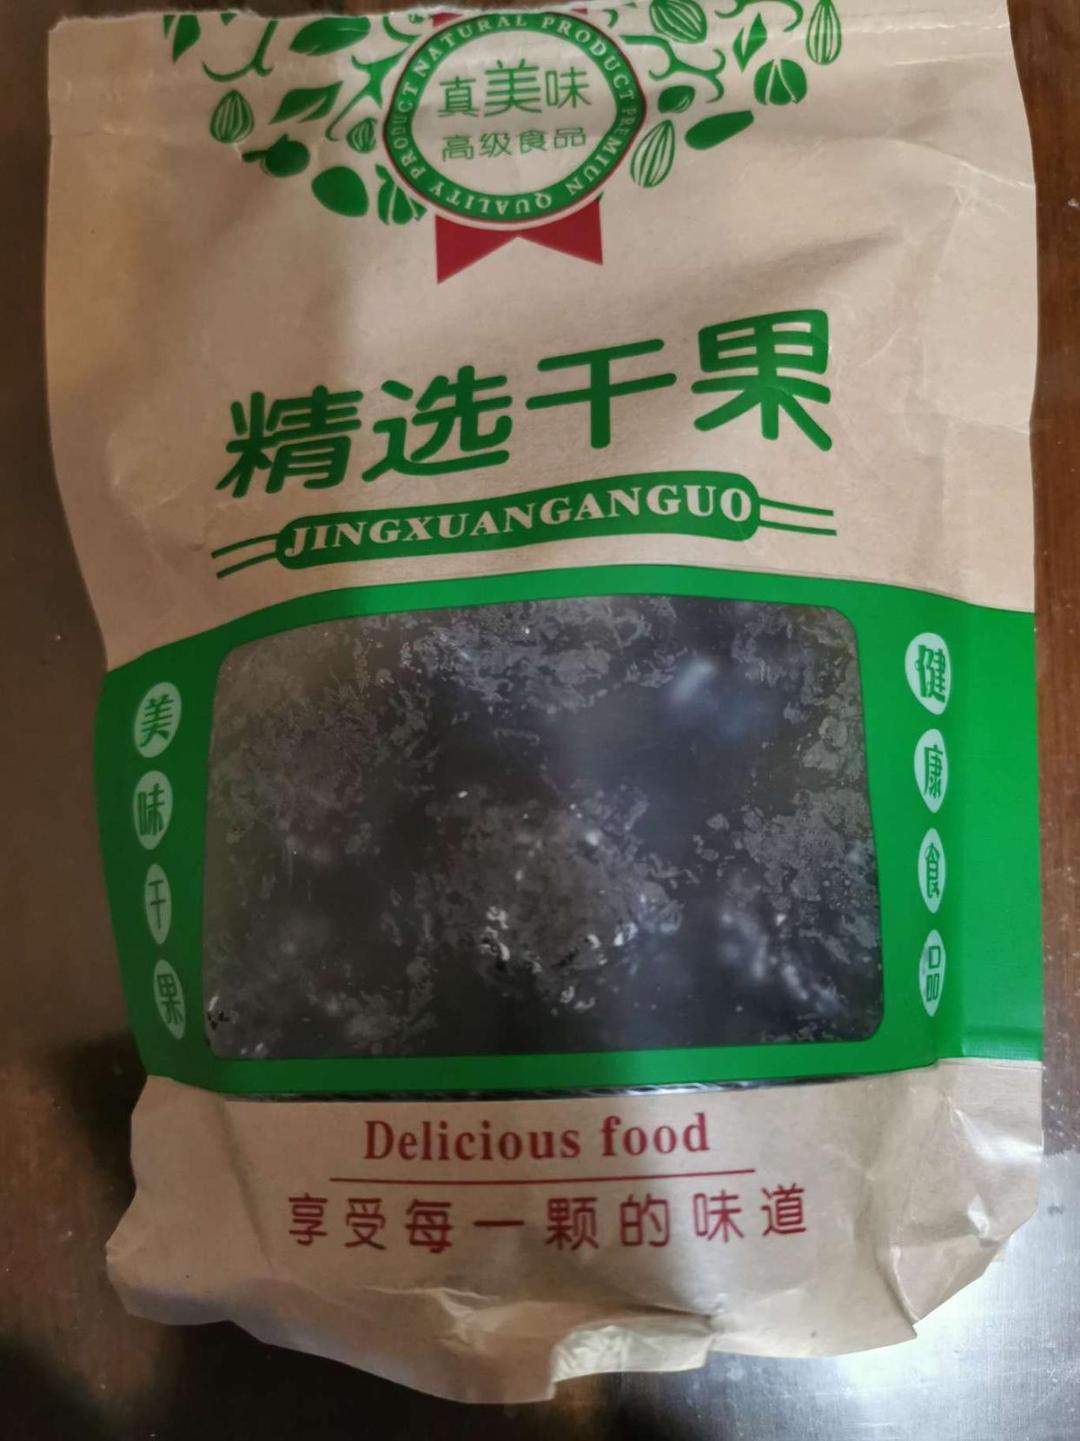 NATURAL PRODUCT
PREMIUN QUALITY PRODUCT
真美味
高级食品
精选干果
JINGXUANGANGUO
美味干果
健康食品
Delicious food
享受每一颗的味道